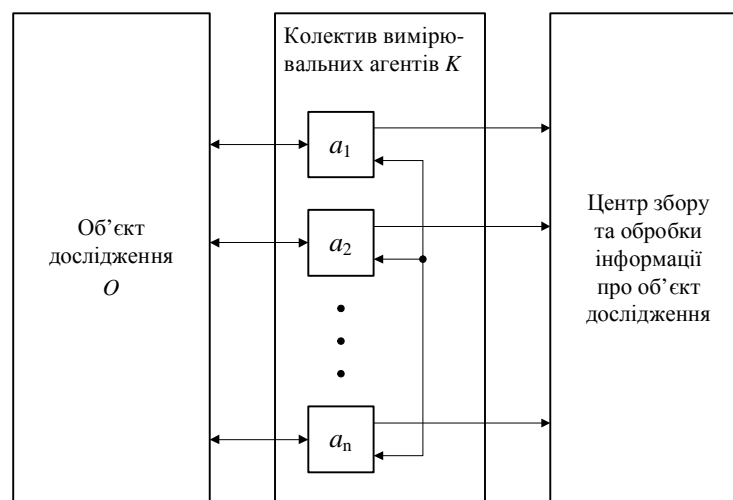 Об’єкт
дослідження
O
Колектив вимірю-
вальних агентів K
a1
a2
an
Центр збору
та обробки
інформації
про об’єкт
дослідження